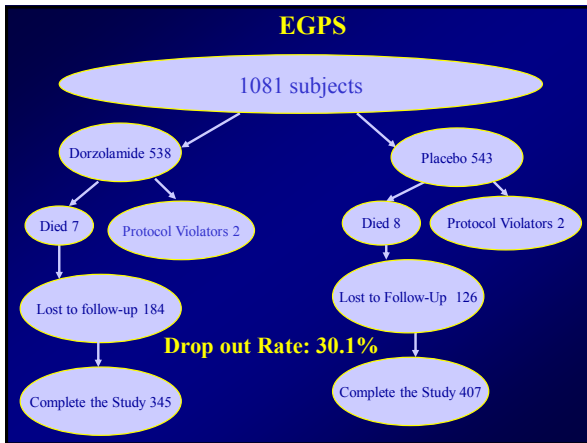 EGPS
1081 subjects
Dorzolamide 538
Placebo 543
Died 7
Protocol Violators 2
Died 8
Protocol Violators 2
Lost to follow-up 184
Lost to Follow-Up 126
Drop out Rate: 30.1%
Complete the Study 345
Complete the Study 407